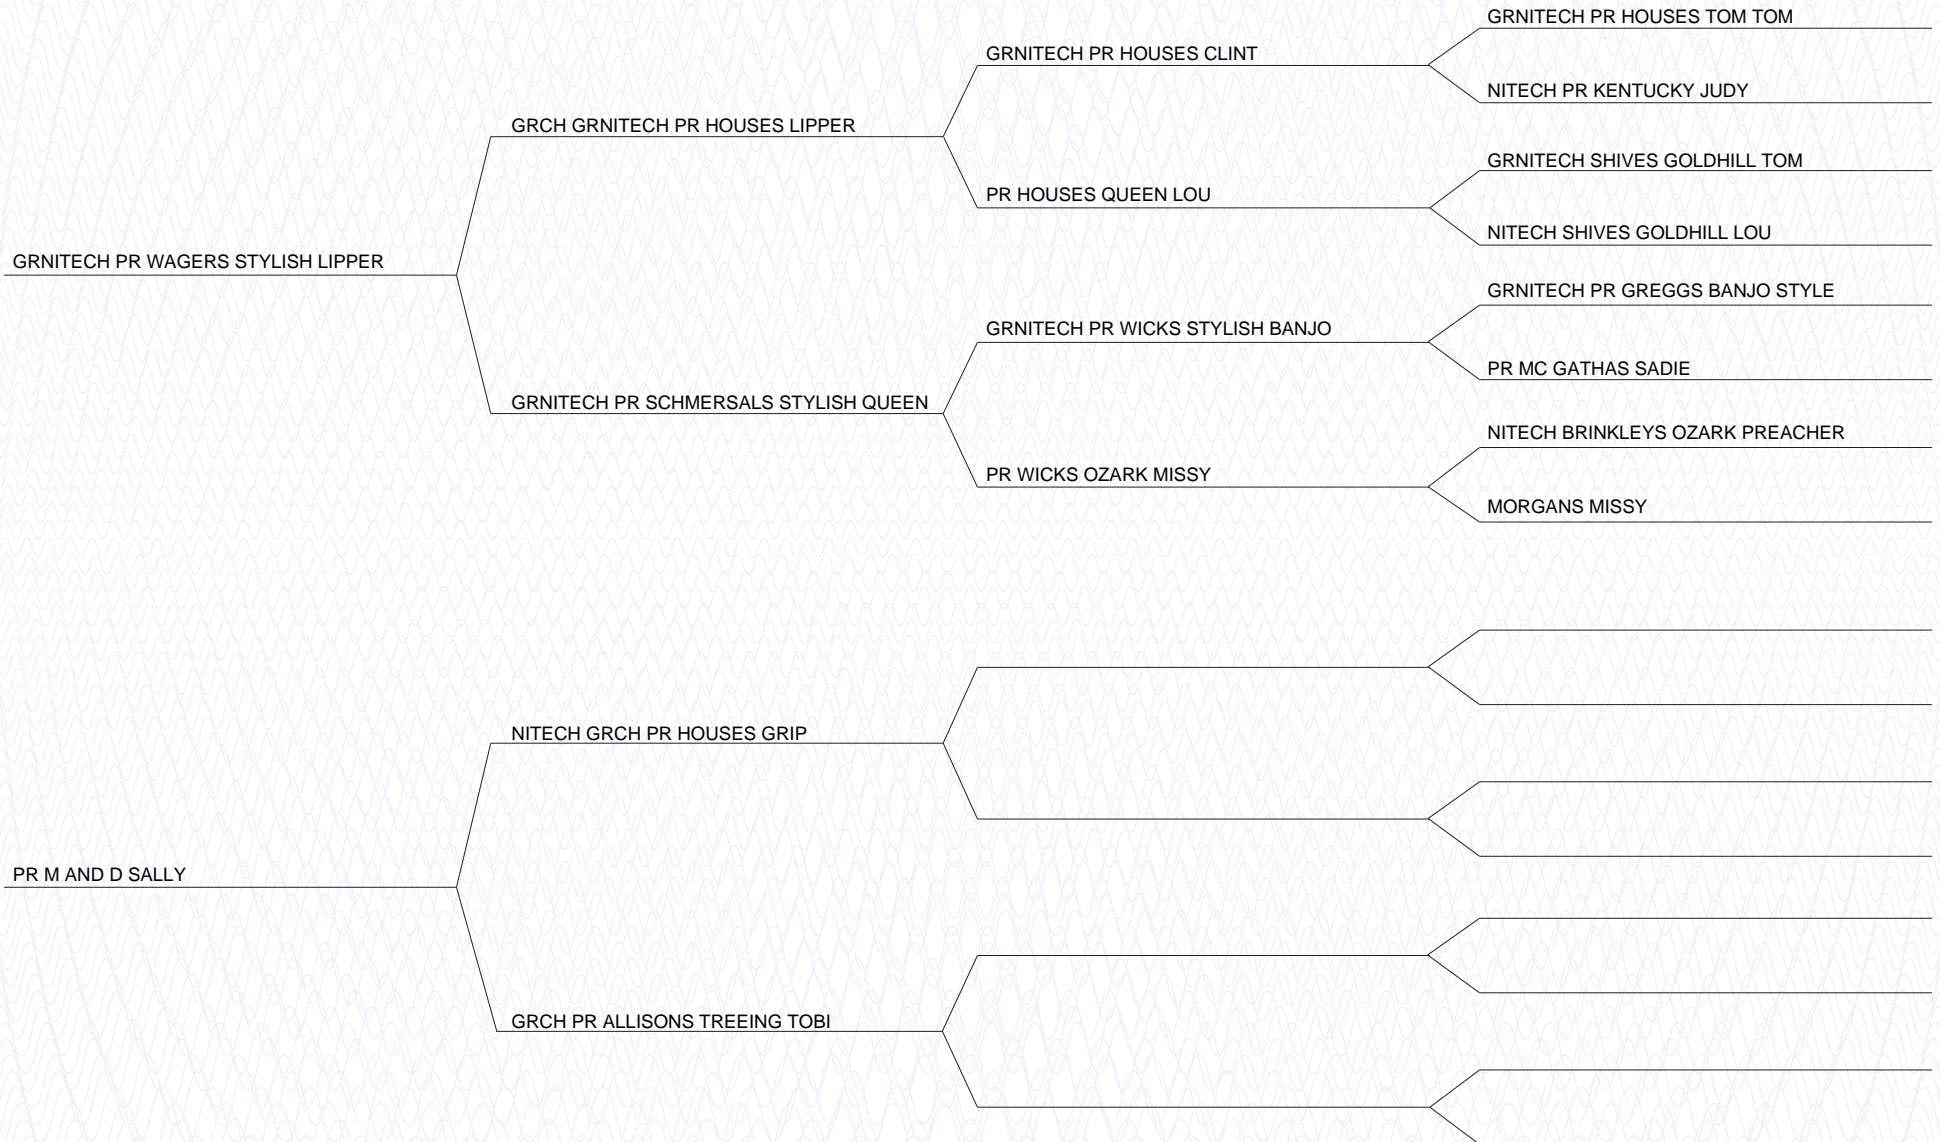 GRNITECH PR HOUSES TOM TOM
GRNITECH PR HOUSES CLINT
NITECH PR KENTUCKY JUDY
GRCH GRNITECH PR HOUSES LIPPER
GRNITECH SHIVES GOLDHILL TOM
PR HOUSES QUEEN LOU
NITECH SHIVES GOLDHILL LOU
GRNITECH PR WAGERS STYLISH LIPPER
GRNITECH PR GREGGS BANJO STYLE
GRNITECH PR WICKS STYLISH BANJO
PR MC GATHAS SADIE
GRNITECH PR SCHMERSALS STYLISH QUEEN
NITECH BRINKLEYS OZARK PREACHER
PR WICKS OZARK MISSY
MORGANS MISSY
NITECH GRCH PR HOUSES GRIP
PR M AND D SALLY
GRCH PR ALLISONS TREEING TOBI